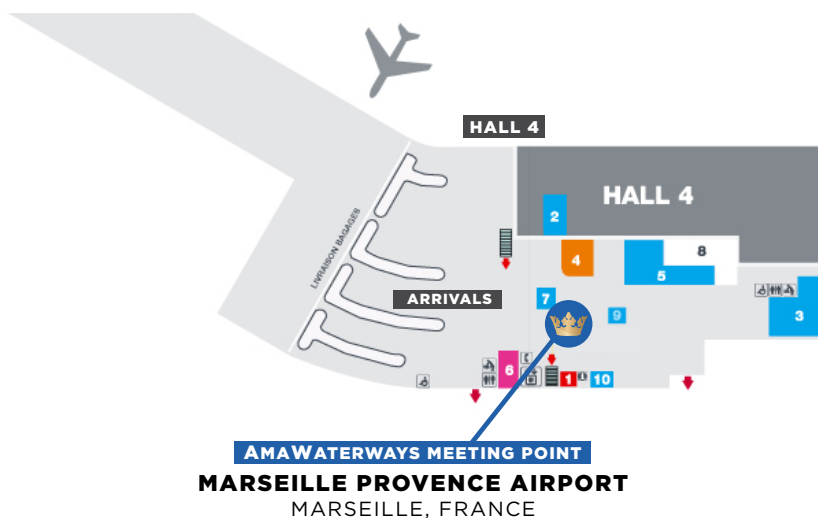 HALL 4
HALL 4
2
8
4
5
LIVRAISON BAGAGES
ARRIVALS
7
9
3
6
1
10
AMAWATERWAYS MEETING POINT
MARSEILLE PROVENCE AIRPORT
MARSEILLE, FRANCE